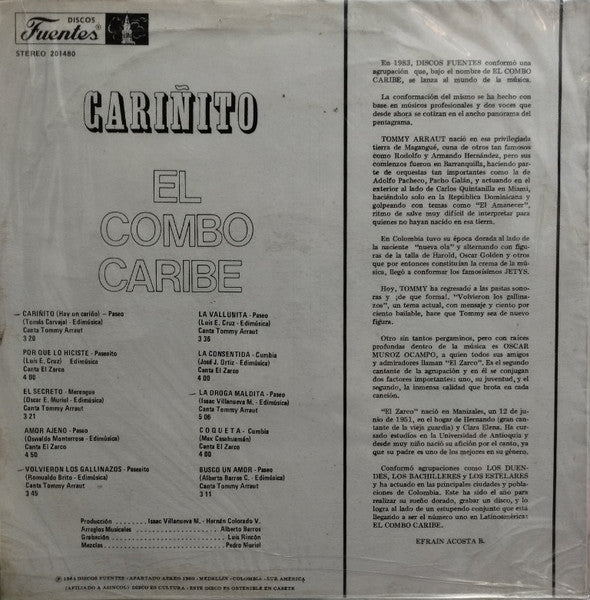 DISCOS
Fuentes
STEREO 201480
CARIÑITO
EL
COMBO
CARIBE
CARIÑITO (Hay un cariño) - Paseo
(Tomás Carvajal - Edimúsica)
Canta Tommy Arraut
3 20
POR QUE LO HICISTE - Paseaito
(Luis E. Cruz) Edimúsica
Canta El Zarco
4 00
EL SECRETO - Merengue
(Oscar E. Muriel - Edimúsica)
Canta Tommy Arraut
3 21
AMOR AJENO - Paseo
(Osvaldo Monterrosa - Edimúsica)
Canta El Zarco
4 50
VOLVIERON LOS GALLINAZOS - Paseaito
(Romualdo Brito - Edimúsica)
Canta Tommy Arraut
3 45
LA VALLUNITA - Paseo
(Luis E. Cruz - Edimúsica)
Canta Tommy Arraut
3 36
LA CONSENTIDA - Cumbia
(José J. Ortiz - Edimúsica)
Canta El Zarco
4 00
LA DROGA MALDITA - Paseo
(Isaac Villanueva M. - Edimúsica)
Canta Tommy Arraut
5 06
COQUETA - Cumbia
(Max
Canta El Zarco
4 00
BUSCO UN AMOR - Paseo
(Alberto Barros C. - Edimúsica)
Canta Tommy Arraut
3 11
Producción ........ Isaac Villanueva M. - Hernán Colorado V.
Arreglos Musicales ........ Alberto Barros
Grabación ........ Luis Rincón
Mezclas ........ Pedro Muriel
℗ 1984 DISCOS FUENTES - APARTADO AEREO 1960 - MEDELLIN - COLOMBIA - SUR AMERICA
(AFILIADO A ASINCOL) DISCO ES CULTURA - ESTE DISCO ES OBTENIBLE EN CASETE
En 1983, DISCOS FUENTES conformó una
agrupación que, bajo el nombre de EL COMBO
CARIBE, se lanza al mundo de la música.
La conformación del mismo se ha hecho con
base en músicos profesionales y dos voces que
desde ahora se cotizan en el ancho panorama del
pentagrama.
TOMMY ARRAUT nació en esa privilegiada
tierra de Magangué, cuna de otros tan famosos
como Rodolfo y Armando Hernández, pero sus
comienzos fueron en Barranquilla, haciendo parte
de orquestas tan importantes como la de
Adolfo Pacheco, Pacho Galán, y actuando en el
exterior al lado de Carlos Quintanilla en Miami,
haciéndolo solo en la República Dominicana y
golpeando con temas como "El Amanecer",
ritmo de salve muy difícil de interpretar para
quienes no hayan nacido en esa tierra.
En Colombia tuvo su época dorada al lado de
la naciente "nueva ola" y alternando con figuras
de la talla de Harold, Oscar Golden y otros
que por entonces constituían la crema de la música,
llegó a conformar los famosísimos JETYS.
Hoy, TOMMY ha regresado a las pastas sonoras
y ¡de que forma!. "Volvieron los gallinazos",
un tema actual, con mensaje y ciento por
ciento bailable, hace que Tommy sea de nuevo
figura.
Otro sin tantos pergaminos, pero con raíces
profundas dentro de la música es OSCAR
MUÑOZ OCAMPO, a quien todos sus amigos
y admiradores llaman "El Zarco". Es el segundo
cantante de la agrupación y en él se conjugan
dos factores importantes: uno, su juventud, y el
segundo, la inmensa calidad que brota en cada
canción.
"El Zarco" nació en Manizales, un 12 de junio
de 1951, en el hogar de Hernando (gran cantante
de la vieja guardia) y Clara Elena. Ha cursado
estudios en la Universidad de Antioquia y
desde muy niño nació su afición por el canto, ya
que su padre es uno de los mejores en su género.
Conformó agrupaciones como LOS DUENDES,
LOS BACHILLERES y LOS ESTELARES
y ha actuado en las principales ciudades y poblaciones
de Colombia. Este ha sido el año para
realizar su sueño dorado, grabar un disco, y lo
logra al lado de un estupendo conjunto que está
llegando a ser el número uno en Latinoamérica:
EL COMBO CARIBE.
EFRAIN ACOSTA B.